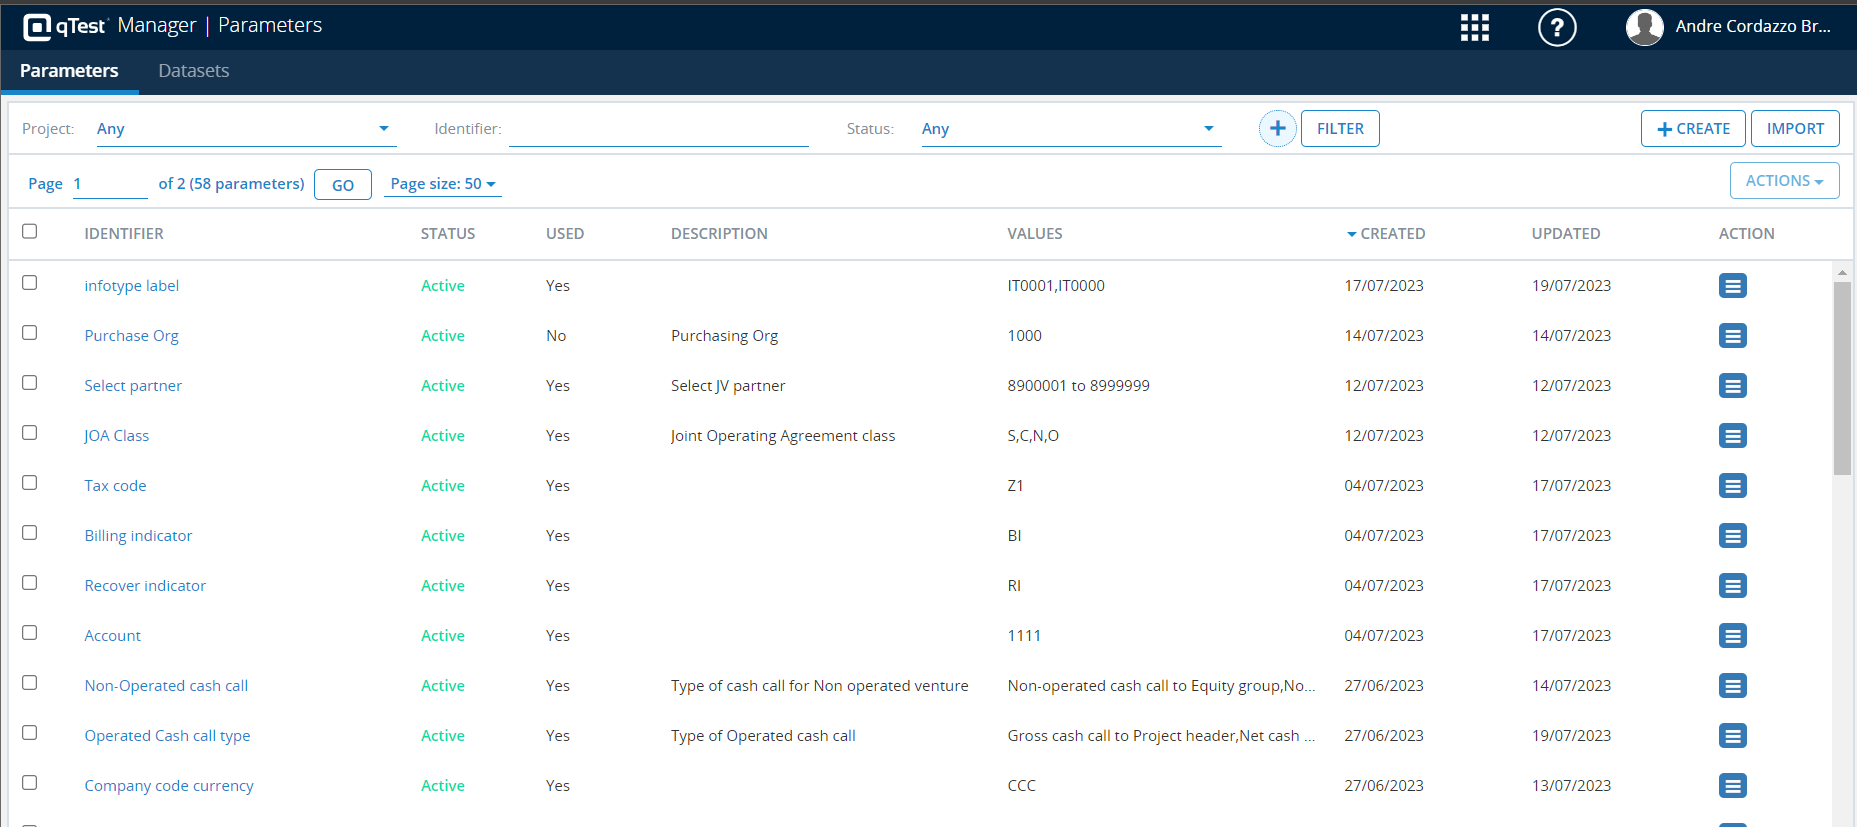 qTest Manager | Parameters
? Andre Cordazzo Br...
Parameters Datasets
Project: Any Identifier: Status: Any + FILTER + CREATE IMPORT
Page 1 of 2 (58 parameters) GO Page size: 50 ACTIONS
IDENTIFIER STATUS USED DESCRIPTION VALUES CREATED UPDATED ACTION
infotype label Active Yes IT0001,IT0000 17/07/2023 19/07/2023
Purchase Org Active No Purchasing Org 1000 14/07/2023 14/07/2023
Select partner Active Yes Select JV partner 8900001 to 8999999 12/07/2023 12/07/2023
JOA Class Active Yes Joint Operating Agreement class S,C,N,O 12/07/2023 12/07/2023
Tax code Active Yes Z1 04/07/2023 17/07/2023
Billing indicator Active Yes BI 04/07/2023 17/07/2023
Recover indicator Active Yes RI 04/07/2023 17/07/2023
Account Active Yes 1111 04/07/2023 17/07/2023
Non-Operated cash call Active Yes Type of cash call for Non operated venture Non-operated cash call to Equity group,No... 27/06/2023 14/07/2023
Operated Cash call type Active Yes Type of Operated cash call Gross cash call to Project header,Net cash ... 27/06/2023 19/07/2023
Company code currency Active Yes CCC 27/06/2023 13/07/2023